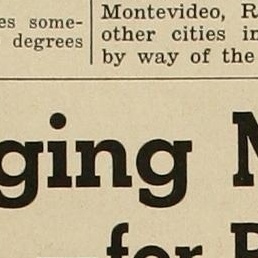 es some-
degrees
Montevideo, R
other cities in
by way of the
ging
for